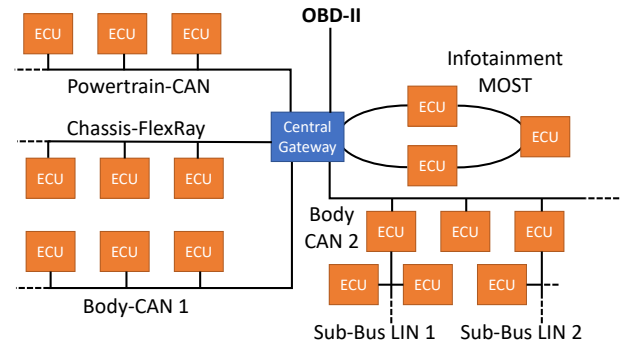 OBD-II
ECU
ECU
ECU
Powertrain-CAN
Infotainment
MOST
ECU
ECU
ECU
Chassis-FlexRay
Central
Gateway
ECU
ECU
ECU
Body
CAN 2
ECU
ECU
ECU
ECU
ECU
ECU
Body-CAN 1
ECU
ECU
ECU
Sub-Bus LIN 1
Sub-Bus LIN 2